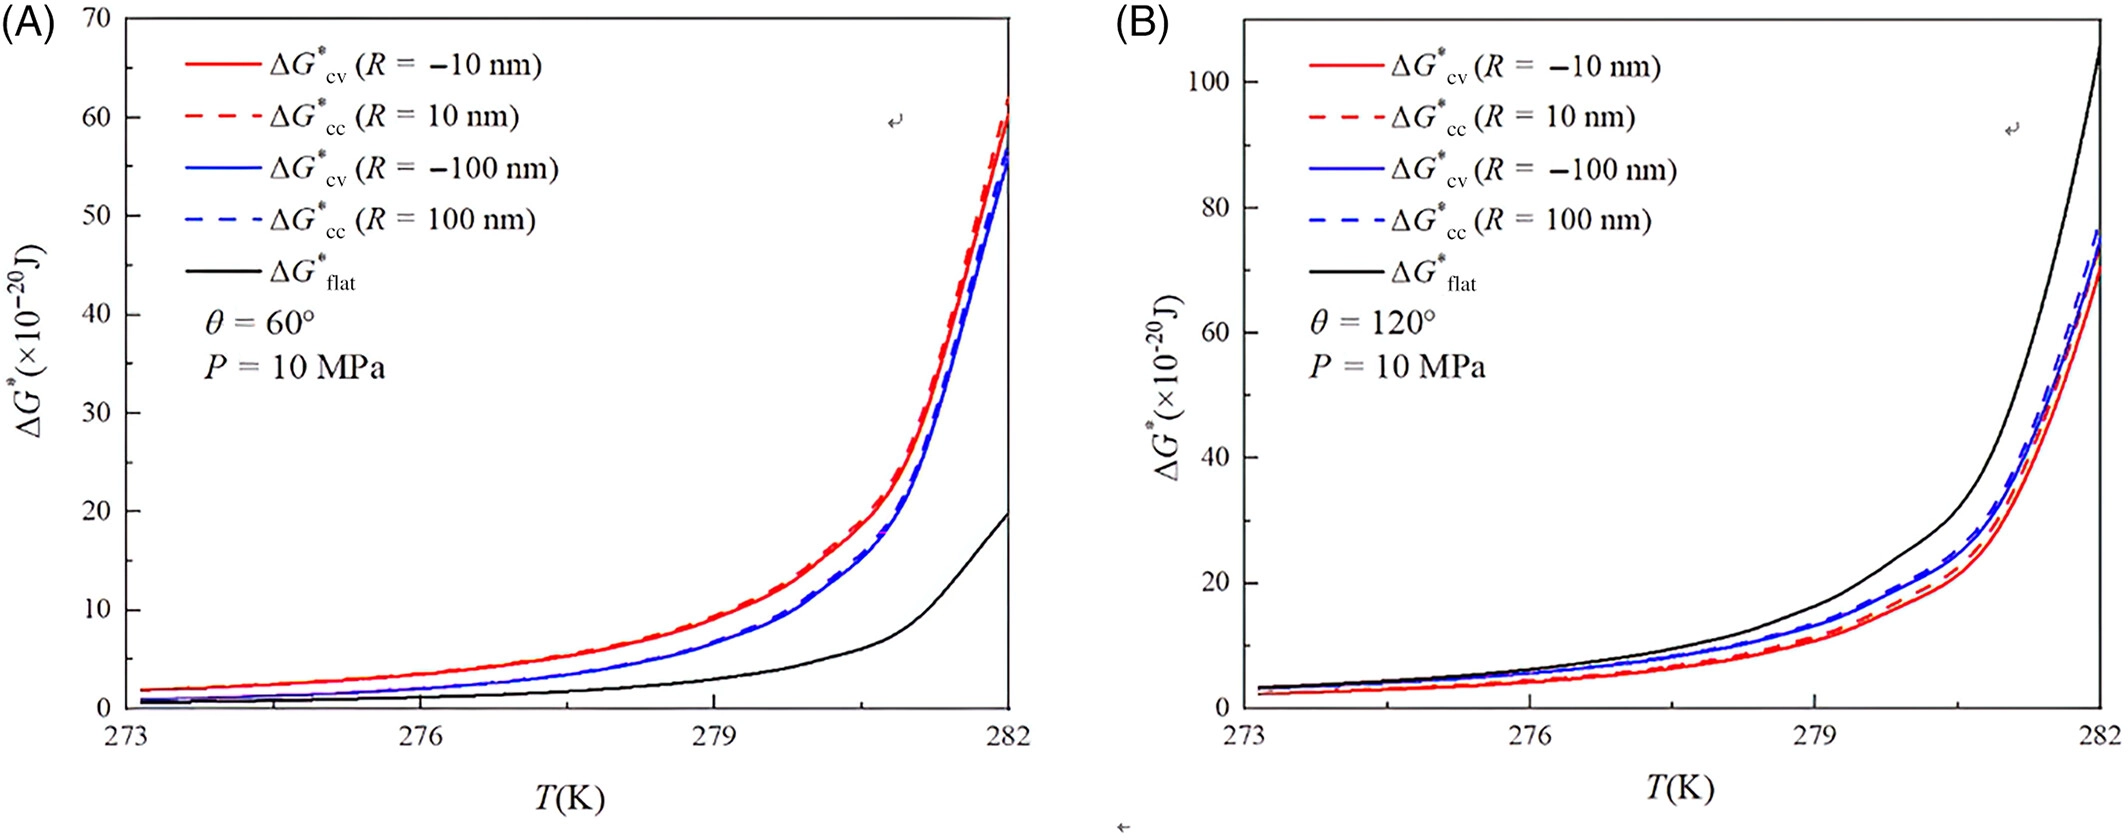 (A)
70
60
50
40
30
20
10
0
ΔG*(×10⁻²⁰J)
ΔG*cv (R = −10 nm)
ΔG*cc (R = 10 nm)
ΔG*cv (R = −100 nm)
ΔG*cc (R = 100 nm)
ΔG*flat
θ = 60°
P = 10 MPa
273 276 279 282
T(K)
(B)
100
80
60
40
20
0
ΔG*(×10⁻²⁰J)
ΔG*cv (R = −10 nm)
ΔG*cc (R = 10 nm)
ΔG*cv (R = −100 nm)
ΔG*cc (R = 100 nm)
ΔG*flat
θ = 120°
P = 10 MPa
273 276 279 282
T(K)